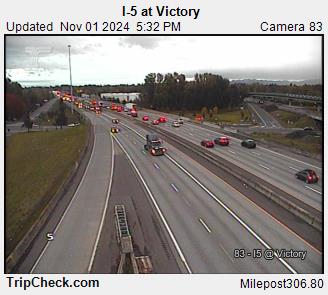 I-5 at Victory
Updated Nov 01 2024 5:32 PM Camera 83
S
83 - I5 @ Victory
TripCheck.com Milepost306.80